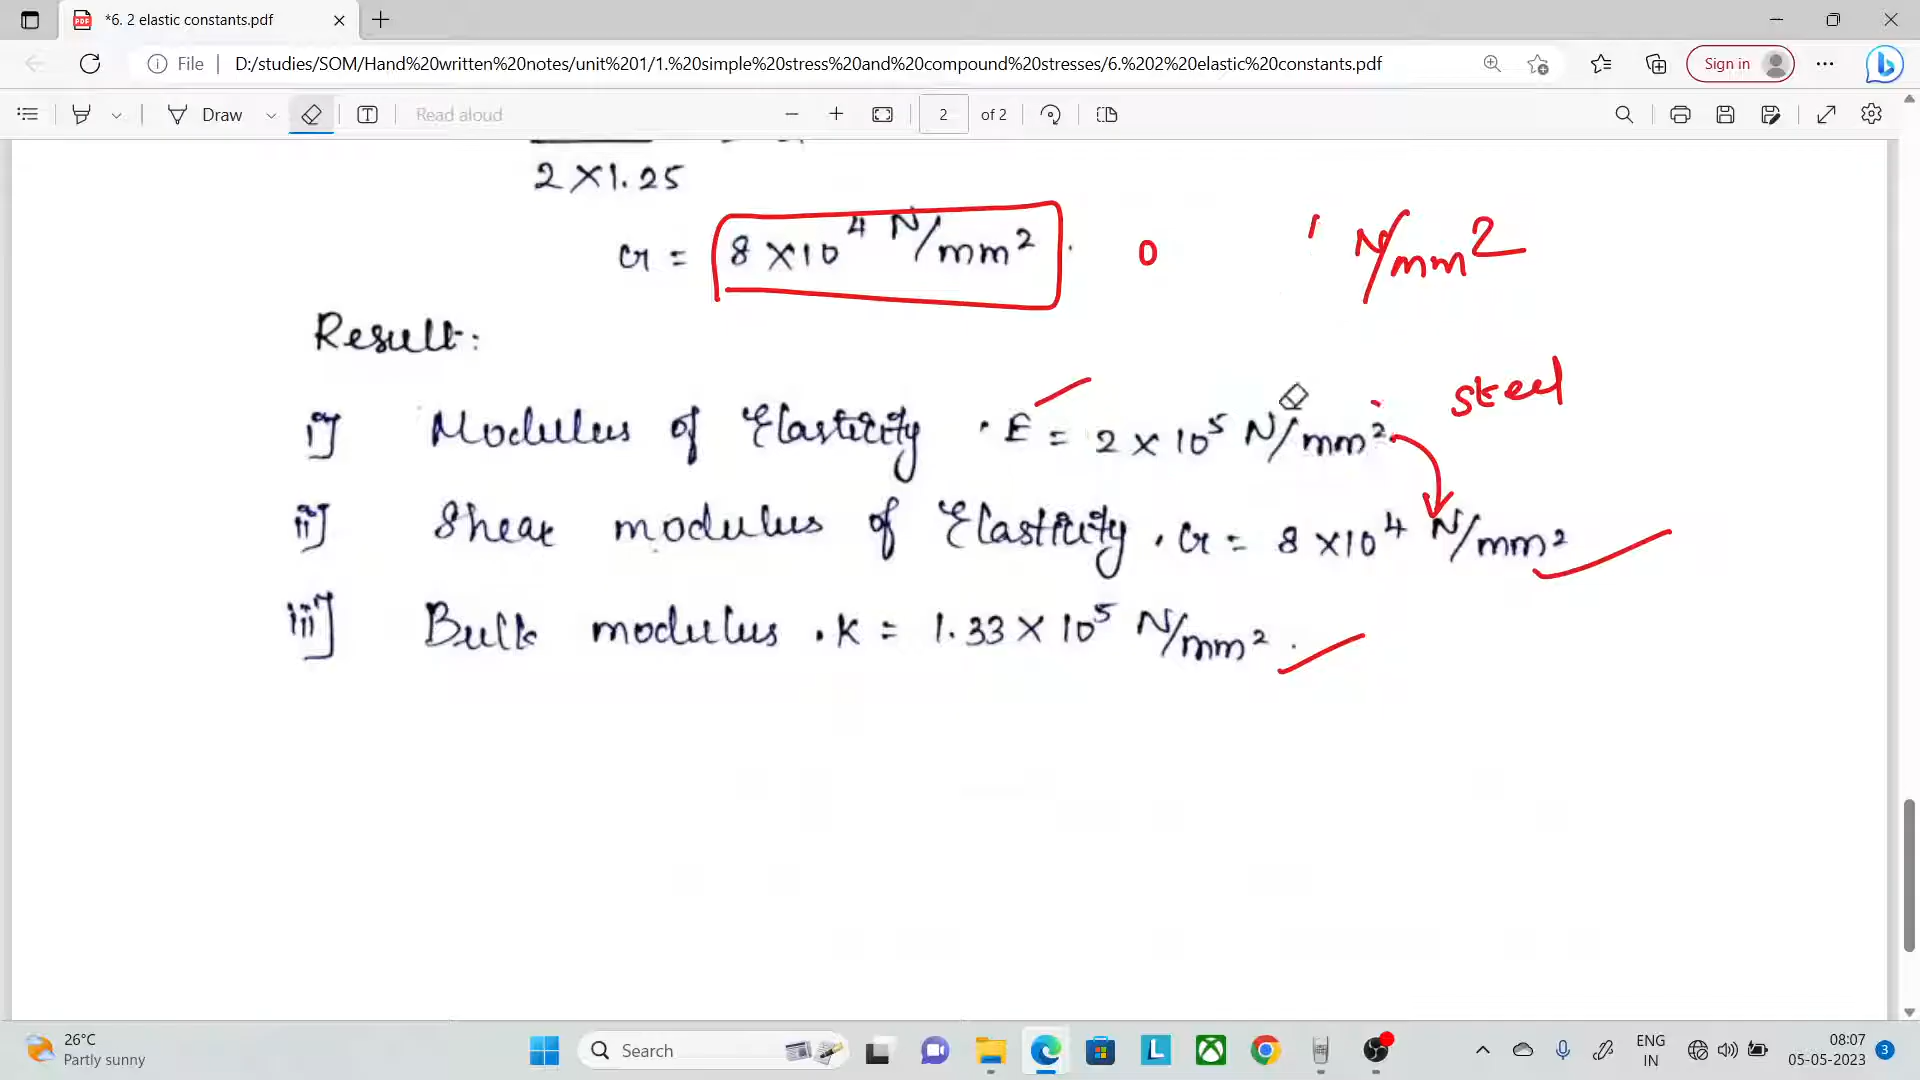 *6. 2 elastic constants.pdf
File D:/studies/SOM/Hand%20written%20notes/unit%201/1.%20simple%20stress%20and%20compound%20stresses/6.%202%20elastic%20constants.pdf Sign in
Draw Read aloud 2 of 2
2 × 1.25
G = 8 × 10⁴ N/mm² . 0 N/mm²
Result:
steel
i] Modulus of Elasticity . E = 2 × 10⁵ N/mm².
ii] Shear modulus of Elasticity . G = 8 × 10⁴ N/mm²
iii] Bulk modulus . K = 1.33 × 10⁵ N/mm² .
26°C
Partly sunny
Search
ENG
IN
08:07
05-05-2023
3